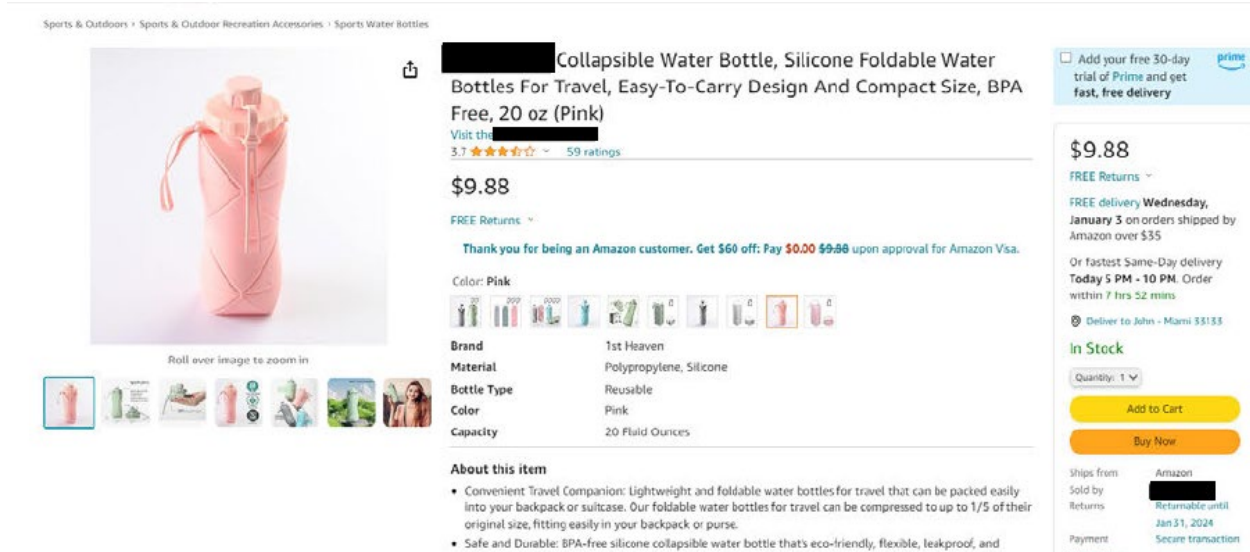 Sports & Outdoors › Sports & Outdoor Recreation Accessories › Sports Water Bottles
Collapsible Water Bottle, Silicone Foldable Water
Bottles For Travel, Easy-To-Carry Design And Compact Size, BPA
Free, 20 oz (Pink)
Visit the
3.7 59 ratings
$9.88
FREE Returns
Thank you for being an Amazon customer. Get $60 off: Pay $0.00 $9.88 upon approval for Amazon Visa.
Color: Pink
Brand 1st Heaven
Material Polypropylene, Silicone
Bottle Type Reusable
Color Pink
Capacity 20 Fluid Ounces
About this item
• Convenient Travel Companion: Lightweight and foldable water bottles for travel that can be packed easily
into your backpack or suitcase. Our foldable water bottles for travel can be compressed to up to 1/5 of their
original size, fitting easily in your backpack or purse.
• Safe and Durable: BPA-free silicone collapsible water bottle that's eco-friendly, flexible, leakproof, and
Roll over image to zoom in
Add your free 30-day
trial of Prime and get
fast, free delivery
prime
$9.88
FREE Returns
FREE delivery Wednesday,
January 3 on orders shipped by
Amazon over $35
Or fastest Same-Day delivery
Today 5 PM - 10 PM. Order
within 7 hrs 52 mins
Deliver to John - Miami 33133
In Stock
Quantity: 1
Add to Cart
Buy Now
Ships from Amazon
Sold by
Returns Returnable until
Jan 31, 2024
Payment Secure transaction